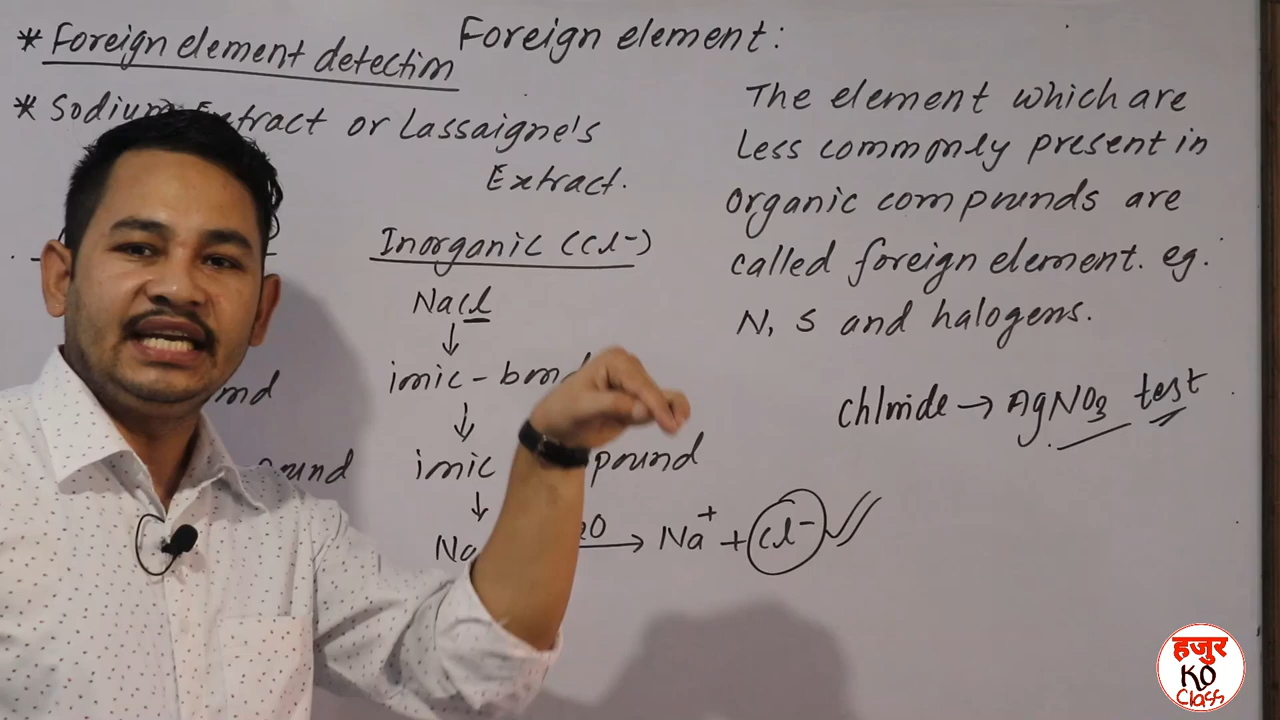 * Foreign element detection
Foreign element:
* Sodium Extract or Lassaigne's
Extract.
The element which are
Less commonly present in
organic compounds are
called foreign element. eg.
N, S and halogens.
Inorganic (Cl-)
NaCl
↓
ionic-bond
↓
ionic
↓
Na → Na+ + Cl-
chloride → AgNO3 test
हजुर
KO
Class